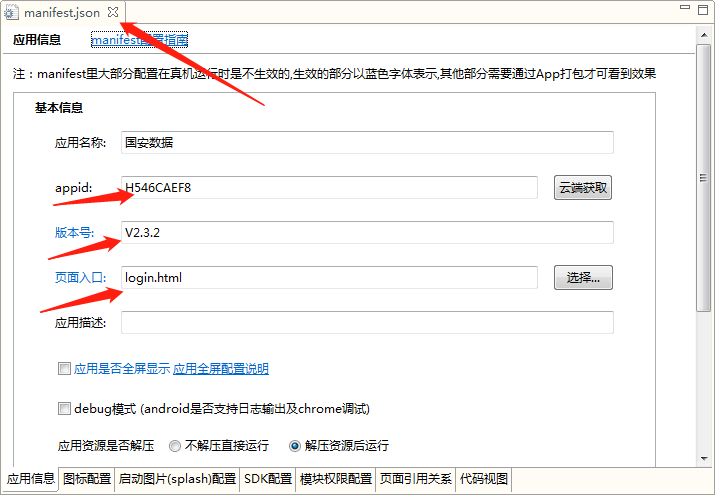 manifest.json
应用信息 manifest配置指南
注：manifest里大部分配置在真机运行时是不生效的,生效的部分以蓝色字体表示,其他部分需要通过App打包才可看到效果
基本信息
应用名称: 国安数据
appid: H546CAEF8 云端获取
版本号: V2.3.2
页面入口: login.html 选择...
应用描述:
应用是否全屏显示 应用全屏配置说明
debug模式 (android是否支持日志输出及chrome调试)
应用资源是否解压 不解压直接运行 解压资源后运行
应用信息 图标配置 启动图片(splash)配置 SDK配置 模块权限配置 页面引用关系 代码视图